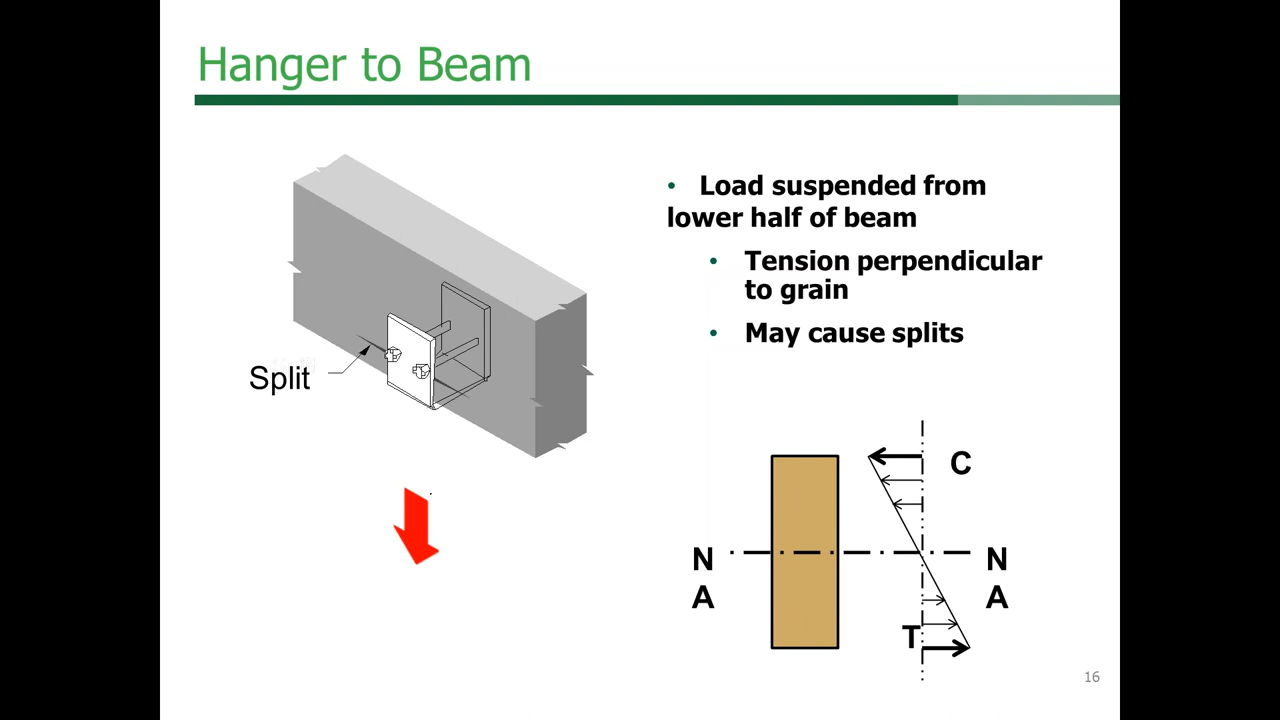 Hanger to Beam
• Load suspended from
lower half of beam
• Tension perpendicular
to grain
• May cause splits
Split
C
N
A
N
A
T
16